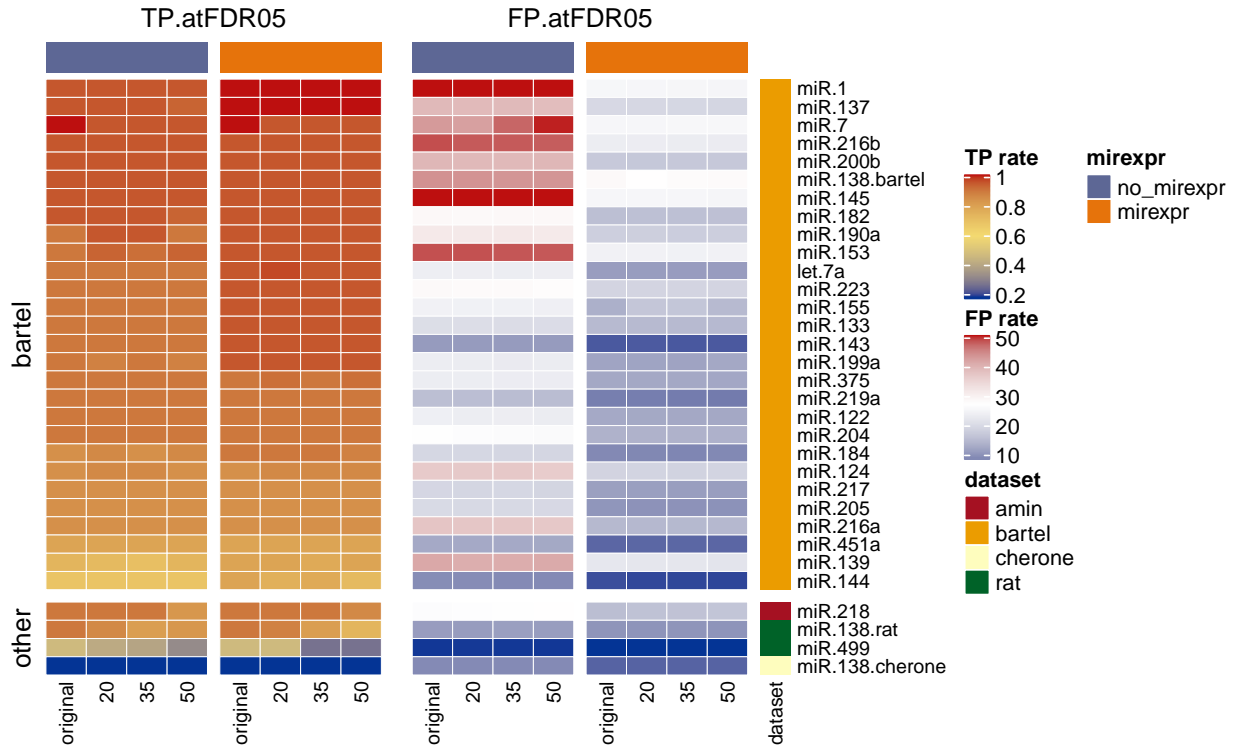 TP.atFDR05
FP.atFDR05
bartel
other
miR.1
miR.137
miR.7
miR.216b
miR.200b
miR.138.bartel
miR.145
miR.182
miR.190a
miR.153
let.7a
miR.223
miR.155
miR.133
miR.143
miR.199a
miR.375
miR.219a
miR.122
miR.204
miR.184
miR.124
miR.217
miR.205
miR.216a
miR.451a
miR.139
miR.144
miR.218
miR.138.rat
miR.499
miR.138.cherone
original 20 35 50 original 20 35 50 original 20 35 50 original 20 35 50 dataset
TP rate
1
0.8
0.6
0.4
0.2
FP rate
50
40
30
20
10
dataset
amin
bartel
cherone
rat
mirexpr
no_mirexpr
mirexpr